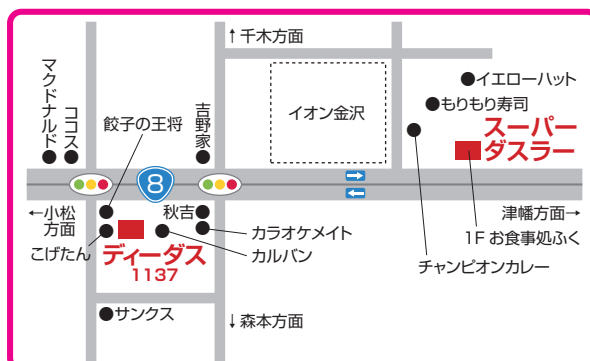 ↑千木方面
マクドナルド
ココス
餃子の王将
吉野家
イオン金沢
イエローハット
もりもり寿司
スーパー
ダスラー
8
←小松
方面
秋吉
津幡方面→
こげたん
ディーダス
1137
カルバン
カラオケメイト
1F お食事処ふく
チャンピオンカレー
サンクス
↓森本方面